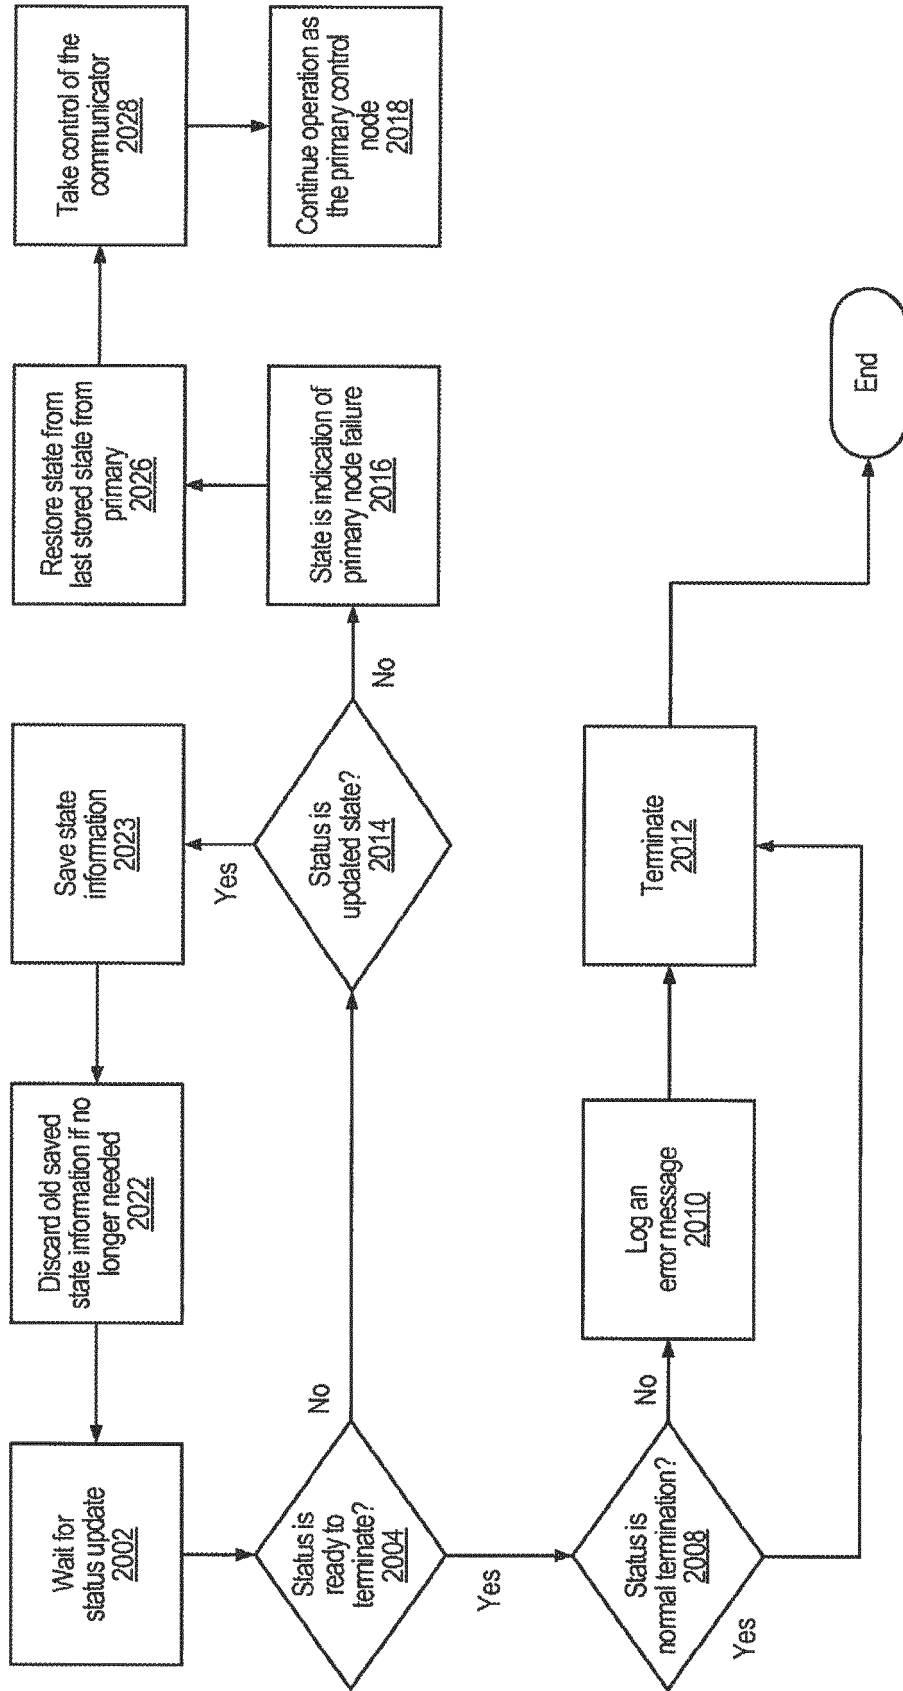 Wait for
status update
2002
Discard old saved
state information if no
longer needed
2022
Save state
information
2023
Restore state from
last stored state from
primary
2026
Take control of the
communicator
2028
Status is
ready to
terminate?
2004
No
Yes
Status is
updated state?
2014
Yes
No
State is indication of
primary node failure
2016
Continue operation as
the primary control
node
2018
Status is
normal termination?
2008
No
Yes
Log an
error message
2010
Terminate
2012
End